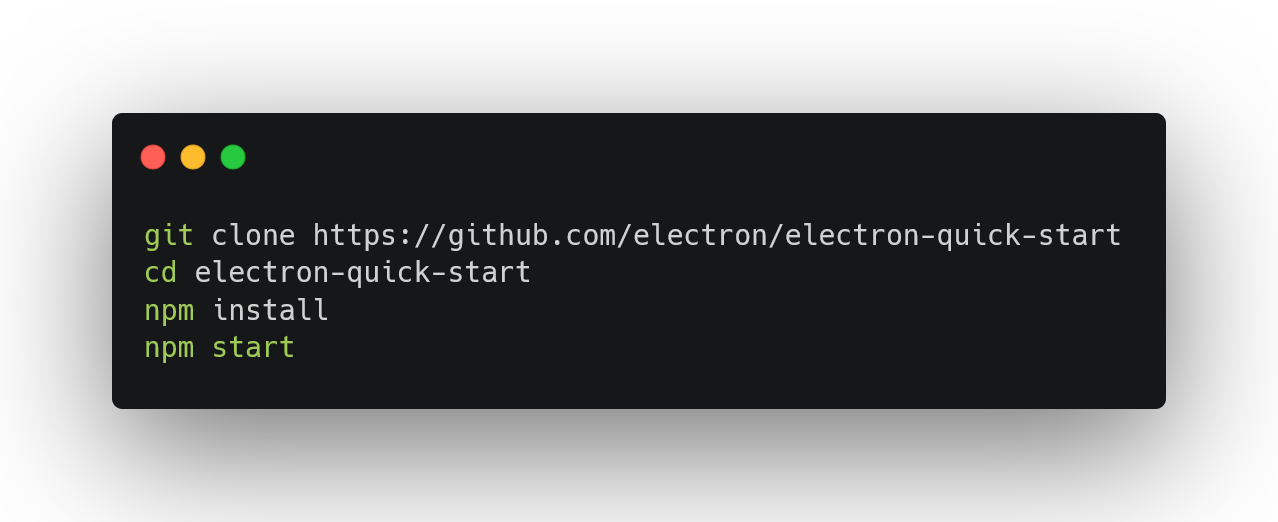 git clone https://github.com/electron/electron-quick-start
cd electron-quick-start
npm install
npm start